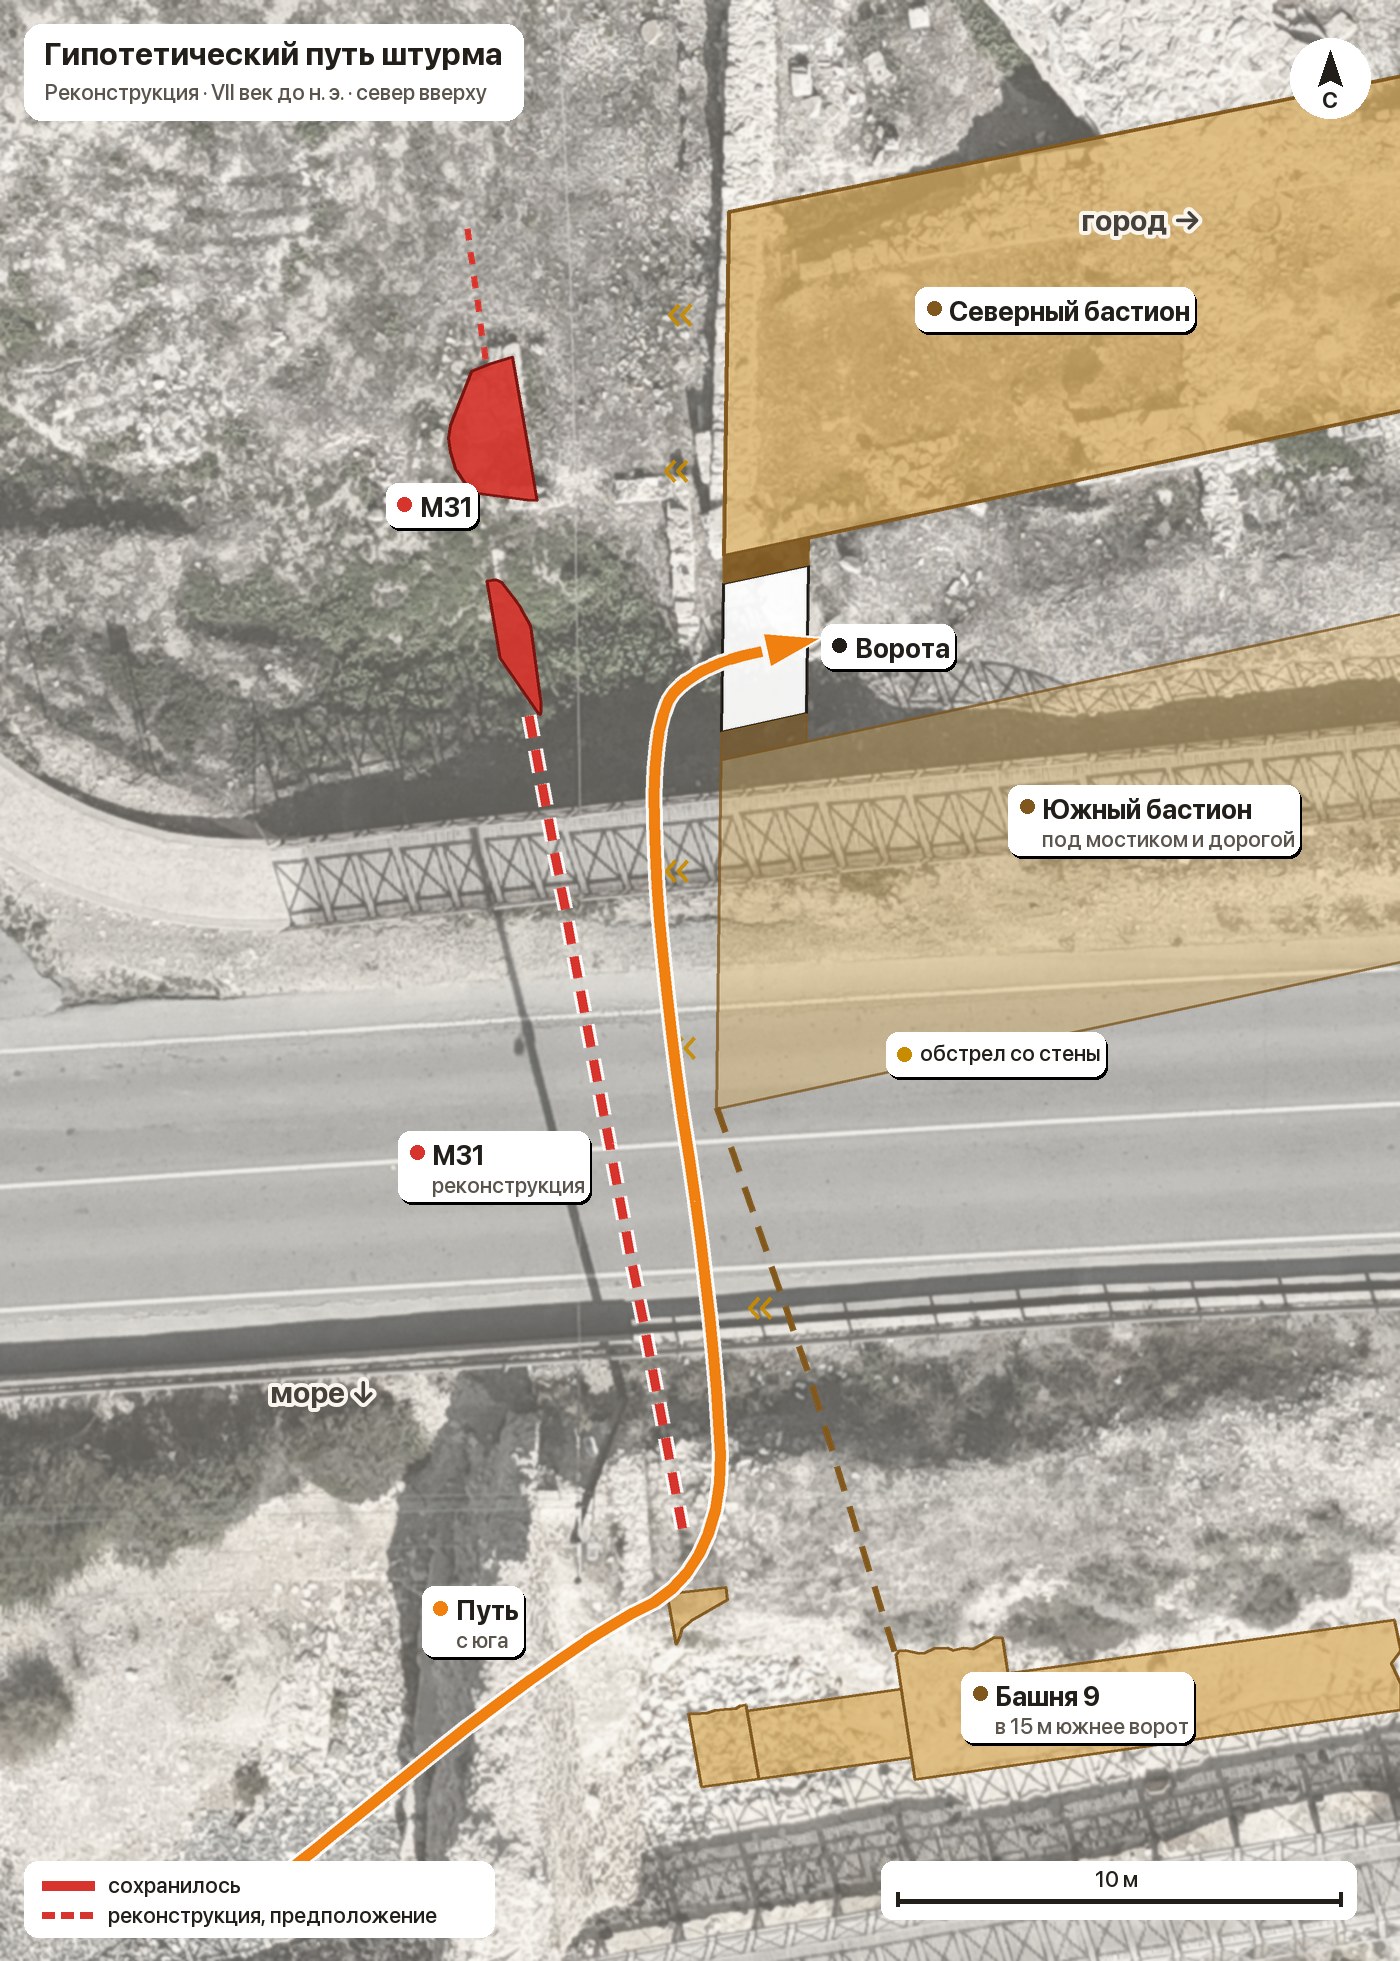 Гипотетический путь штурма
Реконструкция · VII век до н. э. · север вверху
С
город →
Северный бастион
М31
Ворота
Южный бастион
под мостиком и дорогой
обстрел со стены
М31
реконструкция
море ↓
Путь
с юга
Башня 9
в 15 м южнее ворот
сохранилось
реконструкция, предположение
10 м